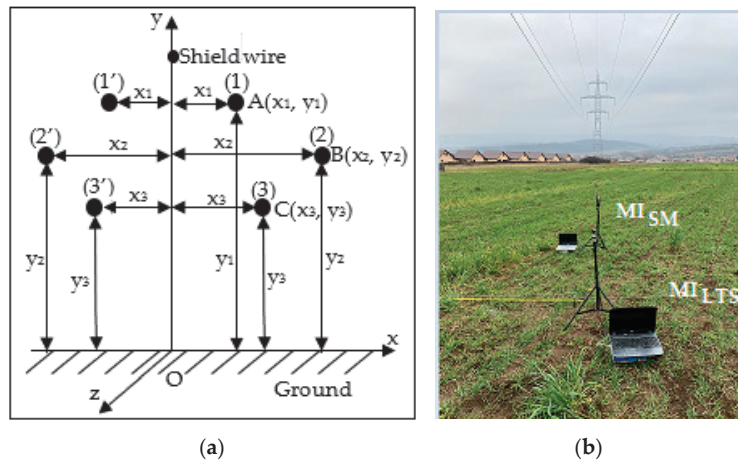 y
Shield wire
(1')
x₁
x₁
(1)
A(x₁, y₁)
(2')
x₂
x₂
(2)
B(x₂, y₂)
(3')
x₃
x₃
(3)
C(x₃, y₃)
y₂
y₃
y₁
y₃
y₂
x
O
z
Ground
(a)
MI SM
MI LTS
(b)